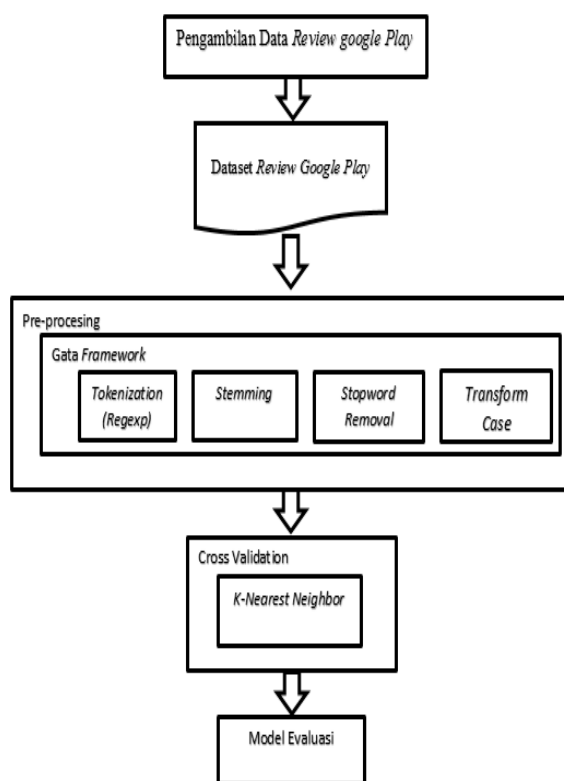 Pengambilan Data Review google Play
Dataset Review Google Play
Pre-procesing
Gata Framework
Tokenization
(Regexp)
Stemming
Stopword
Removal
Transform
Case
Cross Validation
K-Nearest Neighbor
Model Evaluasi